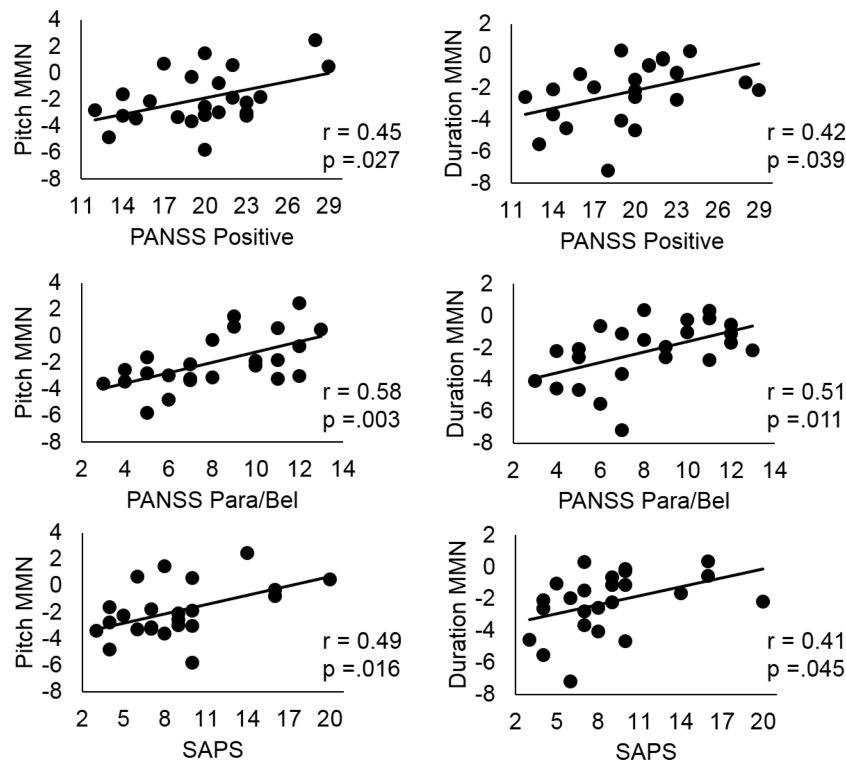 Pitch MMN
4
2
0
-2
-4
-6
-8
11 14 17 20 23 26 29
PANSS Positive
r = 0.45
p =.027
Duration MMN
2
0
-2
-4
-6
-8
11 14 17 20 23 26 29
PANSS Positive
r = 0.42
p =.039
Pitch MMN
4
2
0
-2
-4
-6
-8
2 4 6 8 10 12 14
PANSS Para/Bel
r = 0.58
p =.003
Duration MMN
2
0
-2
-4
-6
-8
2 4 6 8 10 12 14
PANSS Para/Bel
r = 0.51
p =.011
Pitch MMN
4
2
0
-2
-4
-6
-8
2 5 8 11 14 17 20
SAPS
r = 0.49
p =.016
Duration MMN
2
0
-2
-4
-6
-8
2 5 8 11 14 17 20
SAPS
r = 0.41
p =.045